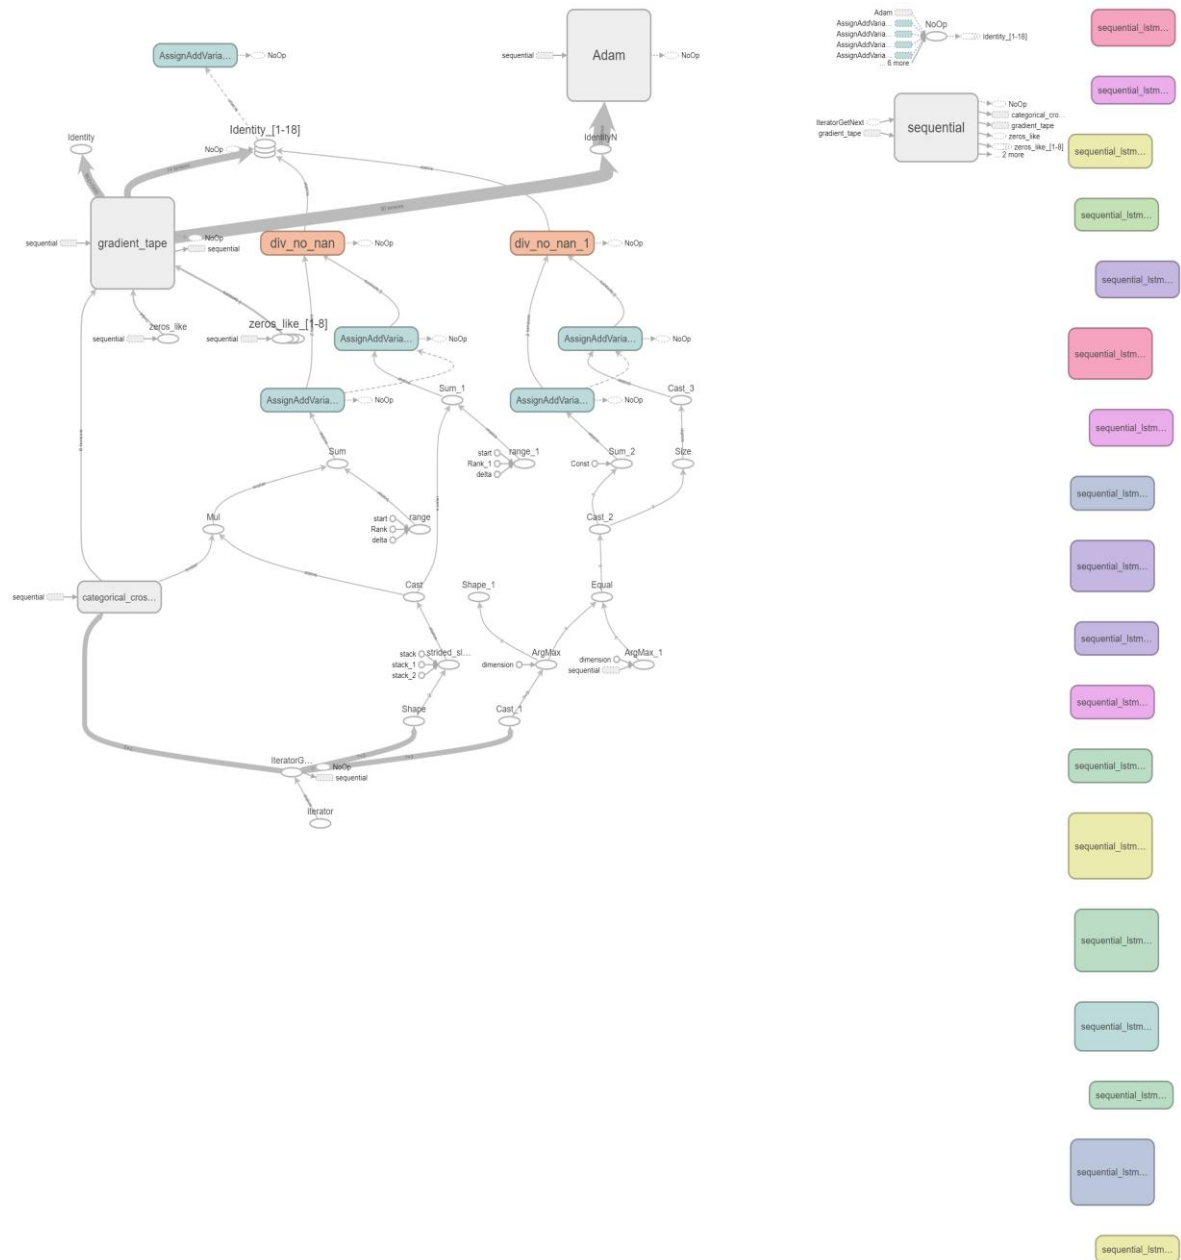 Adam
AssignAddVaria...
AssignAddVaria...
AssignAddVaria...
AssignAddVaria...
... 6 more
NoOp
Identity_[1-18]
sequential_lstm...
AssignAddVaria...
NoOp
sequential
Adam
NoOp
sequential_lstm...
IteratorGetNext
gradient_tape
sequential
NoOp
categorical_cro...
gradient_tape
zeros_like
zeros_like_[1-8]
... 2 more
Identity
Identity_[1-18]
NoOp
IdentityN
sequential_lstm...
sequential_lstm...
sequential
gradient_tape
NoOp
sequential
div_no_nan
NoOp
div_no_nan_1
NoOp
sequential_lstm...
zeros_like
sequential
zeros_like_[1-8]
sequential
AssignAddVaria...
NoOp
AssignAddVaria...
NoOp
sequential_lstm...
AssignAddVaria...
NoOp
Sum_1
AssignAddVaria...
NoOp
Cast_3
sequential_lstm...
Sum
start
Rank_1
delta
range_1
Const
Sum_2
Size
sequential_lstm...
Mul
start
Rank
delta
range
Cast_2
sequential_lstm...
sequential
categorical_cros...
Cast
Shape_1
Equal
sequential_lstm...
stack
stack_1
stack_2
strided_sl...
dimension
ArgMax
dimension
sequential
ArgMax_1
sequential_lstm...
Shape
Cast_1
IteratorG...
NoOp
sequential
sequential_lstm...
iterator
sequential_lstm...
sequential_lstm...
sequential_lstm...
sequential_lstm...
sequential_lstm...
sequential_lstm...